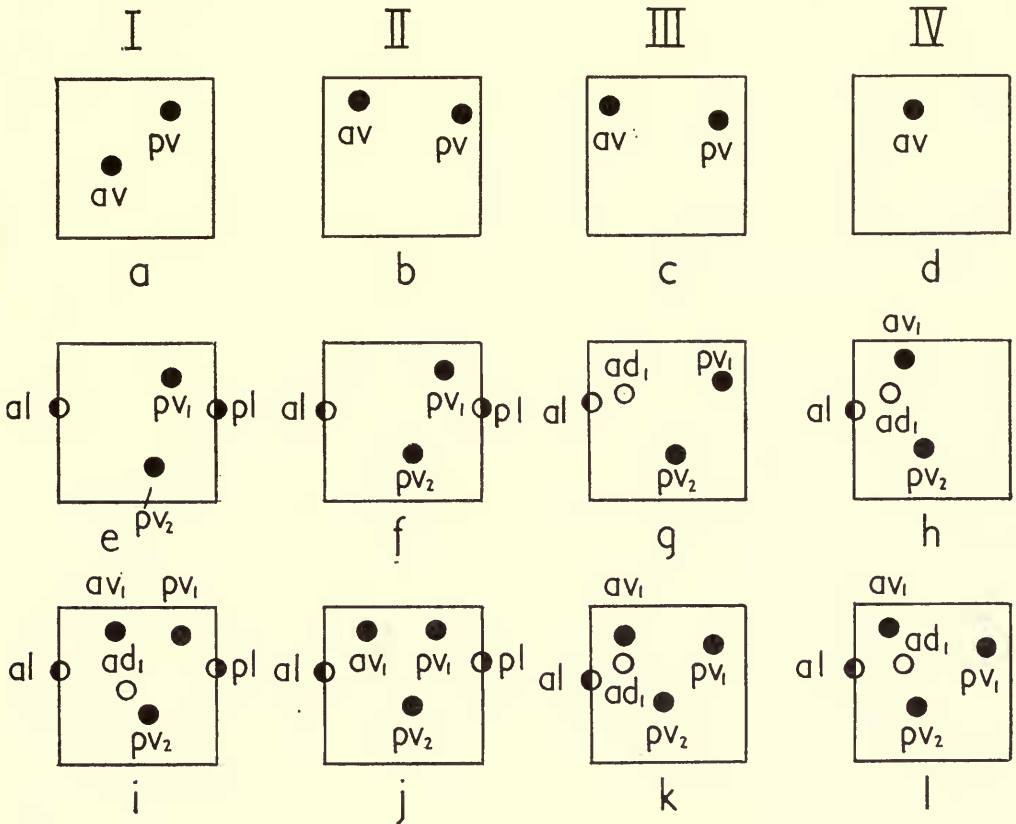 I II III IV
pv av pv av pv av
av
a b c d
av₁
ad₁ pv₁
al pv₁ pl al pv₁ pl al al ad₁
pv₂ pv₂ pv₂
e pv₂ f g h
av₁ pv₁ av₁ av₁
ad₁ av₁ pv₁ pv₁ ad₁ pv₁
al pl al pl al ad₁ al
pv₂ pv₂ pv₂ pv₂
i j k l